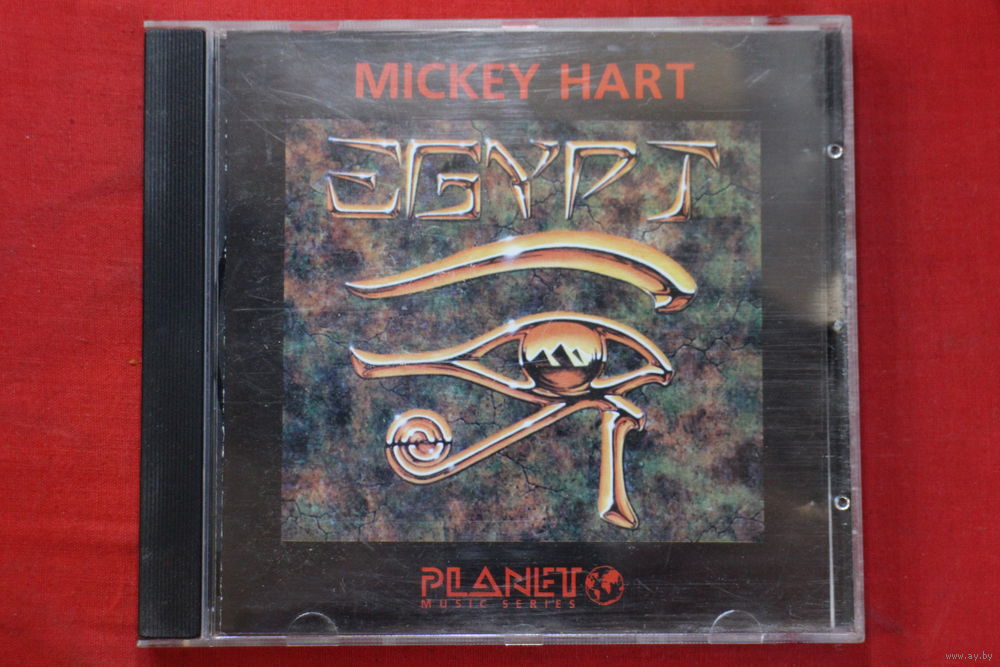 MICKEY HART
EGYPT
PLANET
MUSIC SERIES
www.ay.by